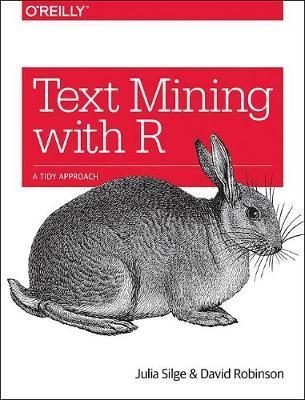 O'REILLY®
Text Mining
with R
A TIDY APPROACH
Julia Silge & David Robinson